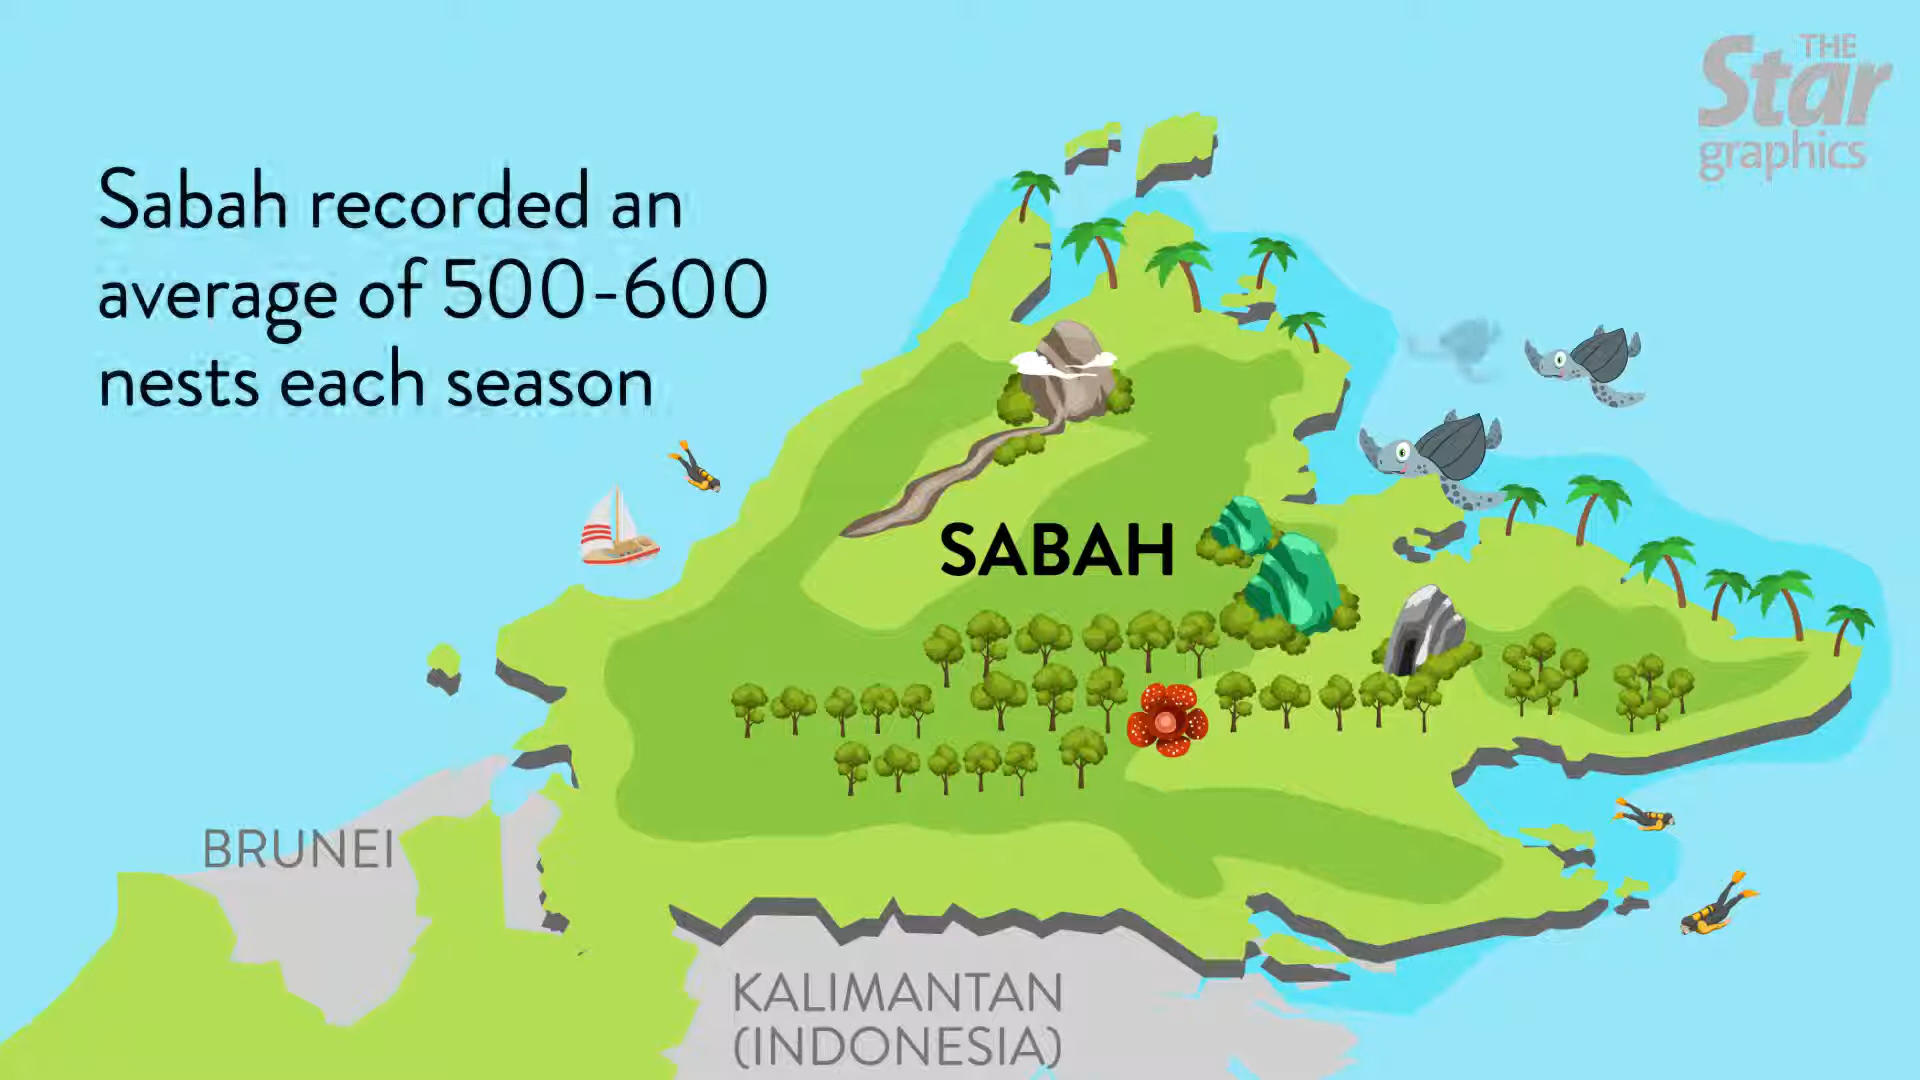 THE
Star
graphics
Sabah recorded an
average of 500-600
nests each season
SABAH
BRUNEI
KALIMANTAN
(INDONESIA)